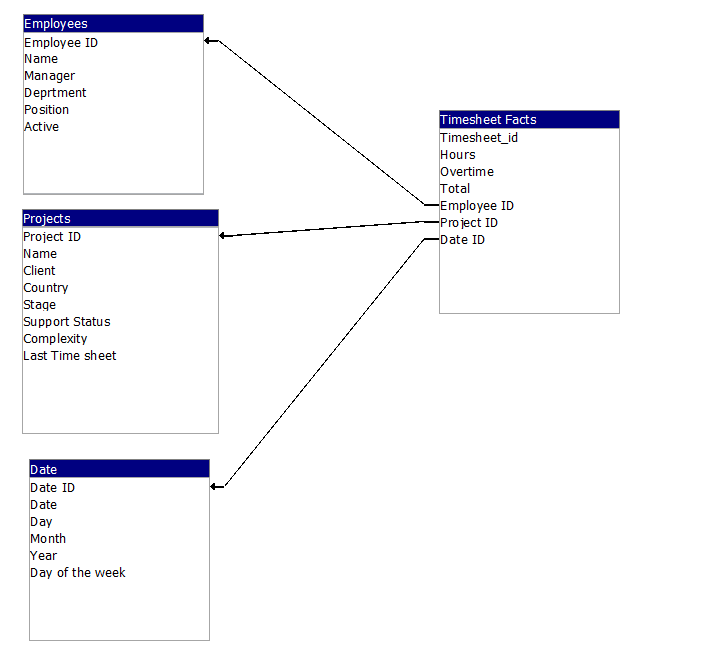 Employees
Employee ID
Name
Manager
Deprtment
Position
Active
Projects
Project ID
Name
Client
Country
Stage
Support Status
Complexity
Last Time sheet
Date
Date ID
Date
Day
Month
Year
Day of the week
Timesheet Facts
Timesheet_id
Hours
Overtime
Total
Employee ID
Project ID
Date ID